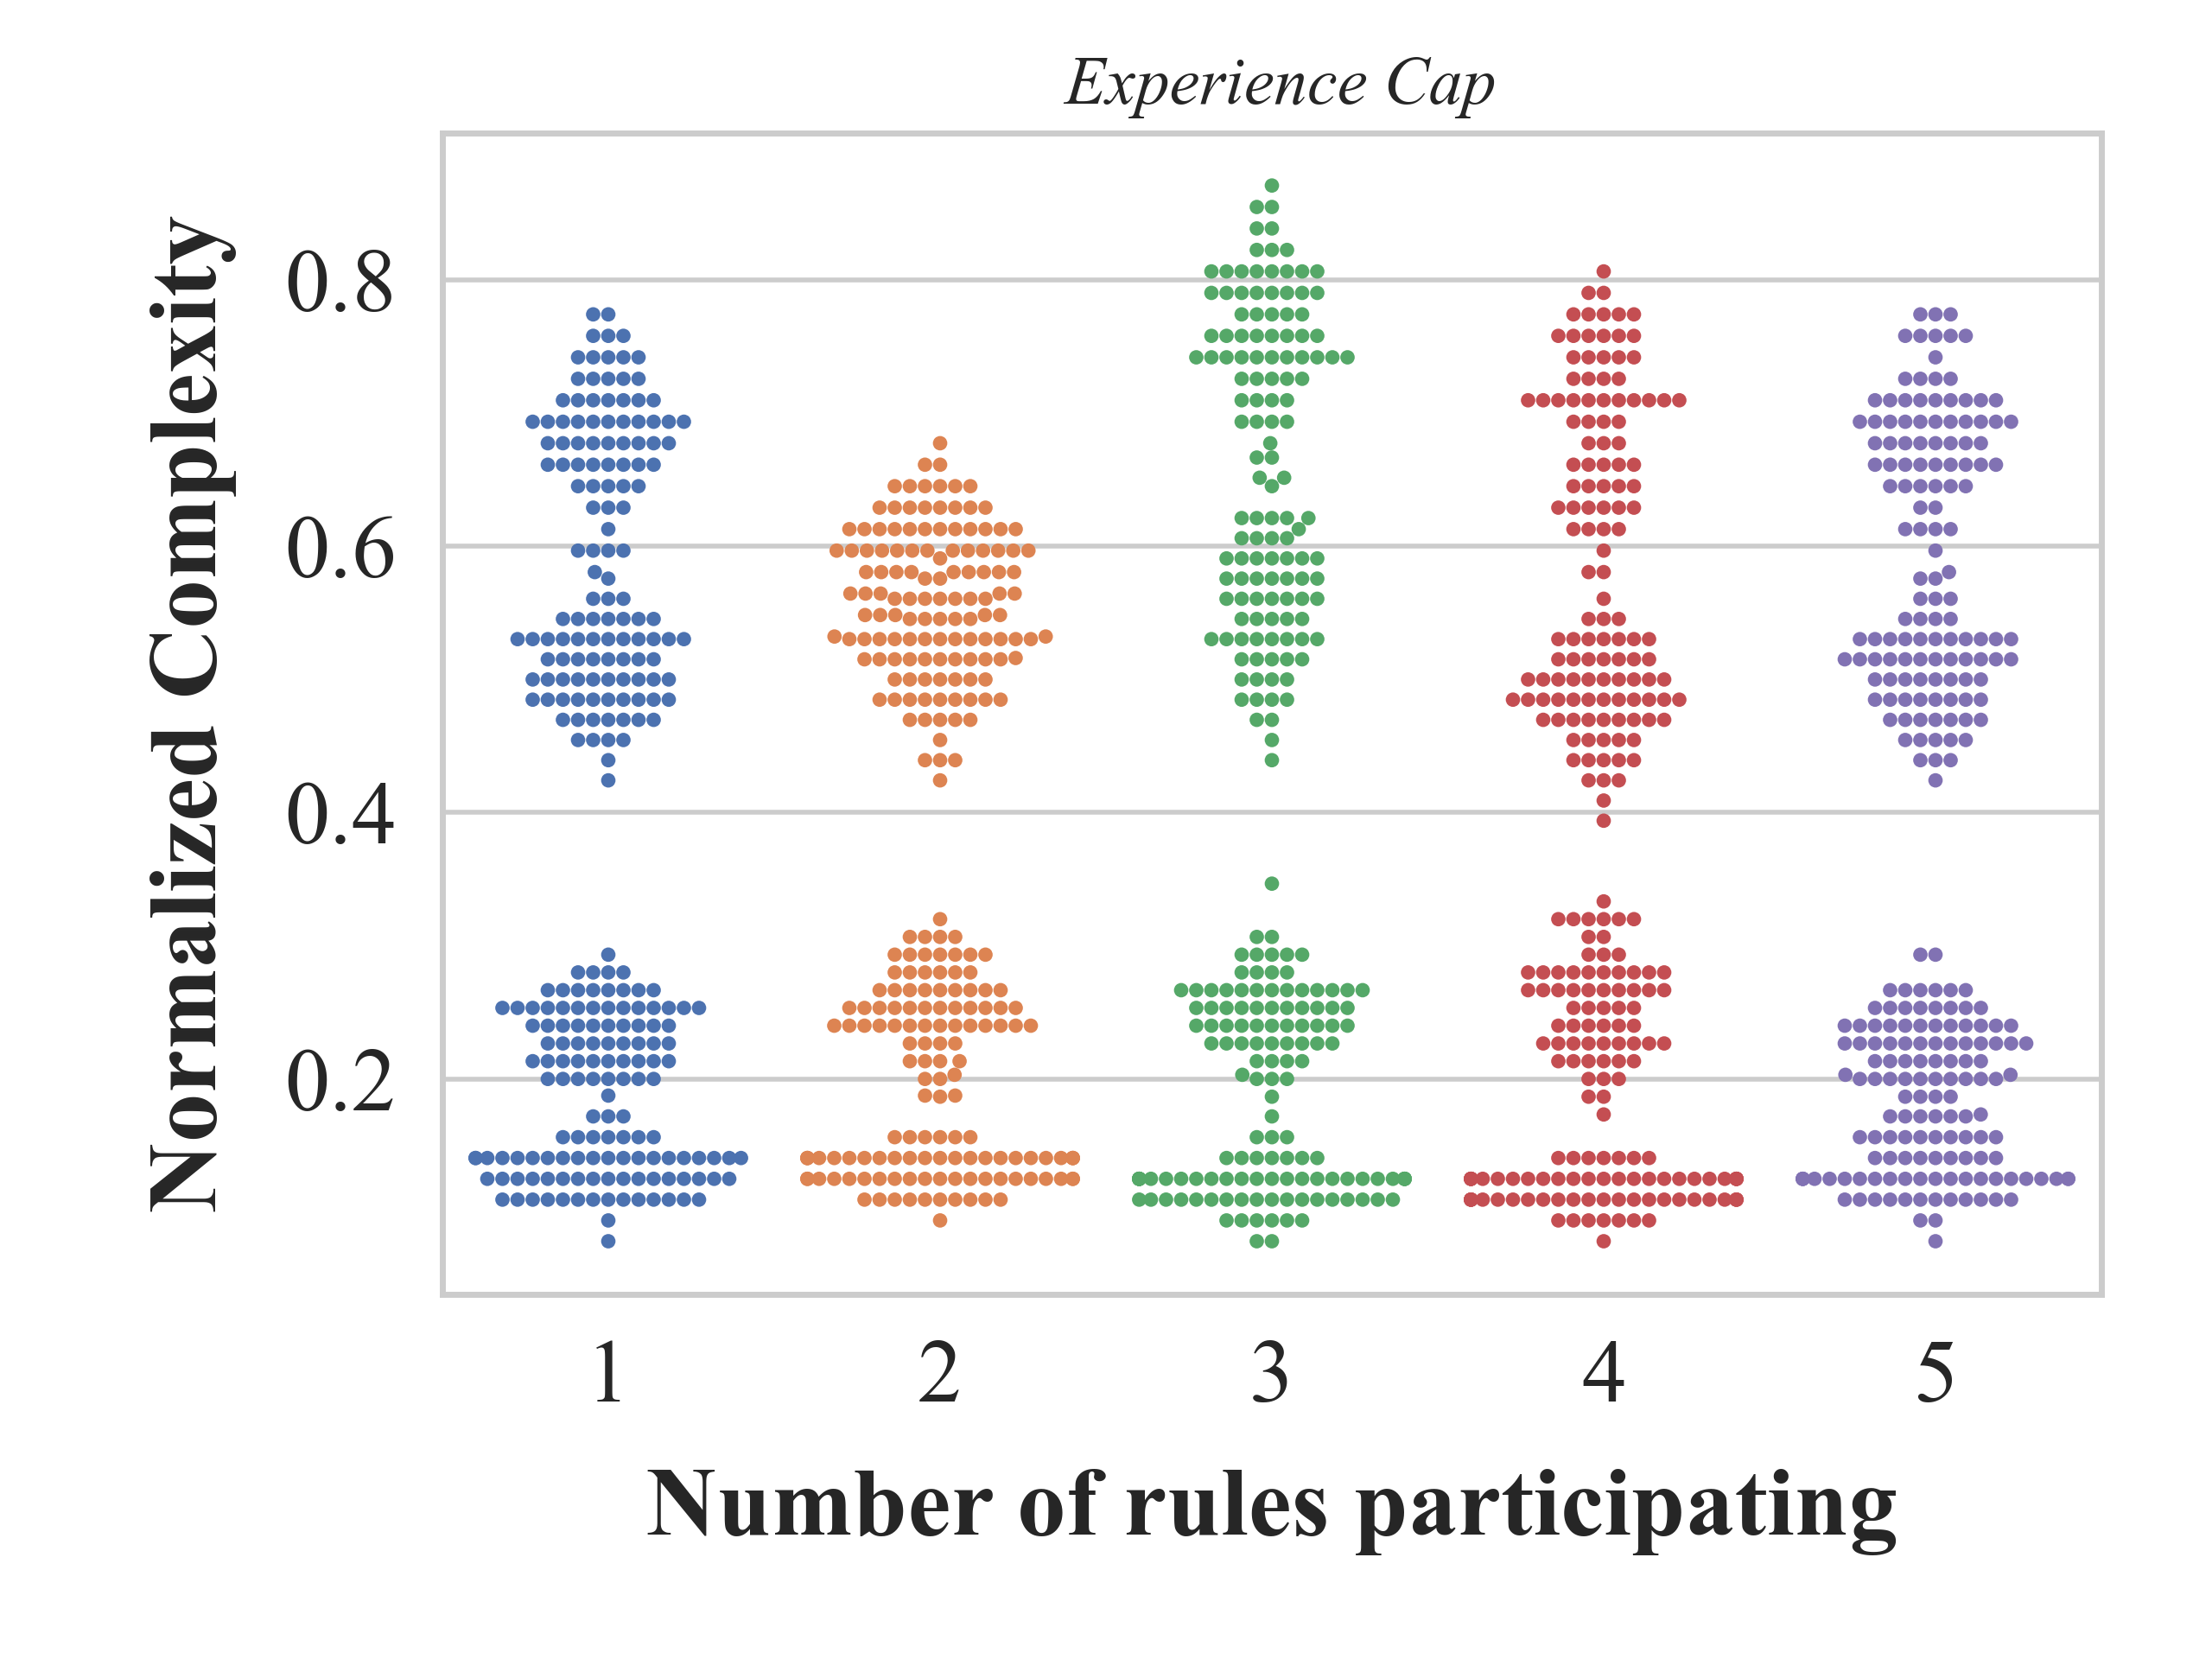 Experience Cap
Normalized Complexity
0.8
0.6
0.4
0.2
1 2 3 4 5
Number of rules participating